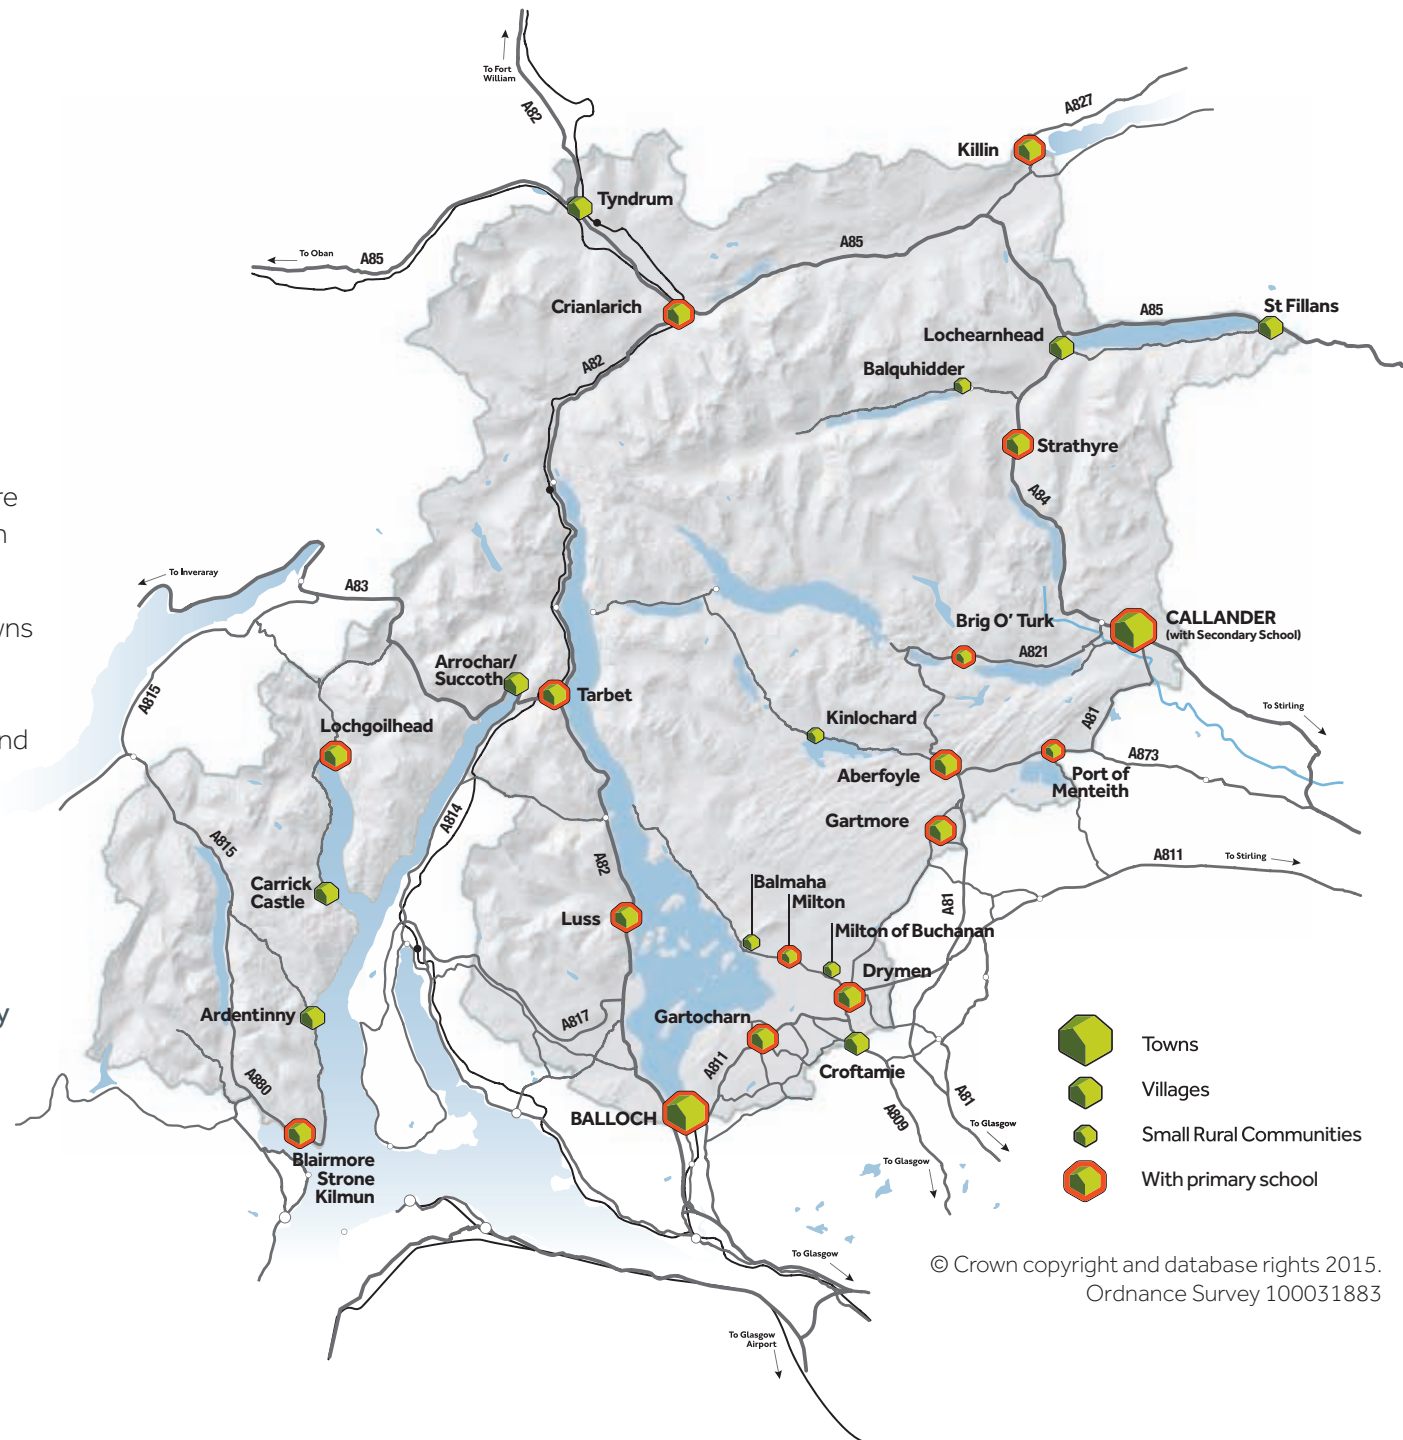 To Fort
William
A82
A827
Killin
Tyndrum
To Oban
A85
A85
Crianlarich
St Fillans
A85
Lochearnhead
A82
Balquhidder
Strathyre
A84
re
n
To Inveraray
A83
wns
Brig O' Turk
CALLANDER
(with Secondary School)
A821
Arrochar/
Succoth
Tarbet
A815
Lochgoilhead
nd
Kinlochard
A81
To Stirling
Aberfoyle
A873
Port of
Menteith
A814
Gartmore
A815
A82
A811
To Stirling
Carrick
Castle
Balmaha
Milton
A81
Luss
Milton of Buchanan
Drymen
y
Ardentinny
A817
Gartocharn
A811
Croftamie
A880
BALLOCH
A809
A81
To Glasgow
To Glasgow
Blairmore
Strone
Kilmun
Towns
Villages
Small Rural Communities
With primary school
To Glasgow
To Glasgow
Airport
© Crown copyright and database rights 2015.
Ordnance Survey 100031883